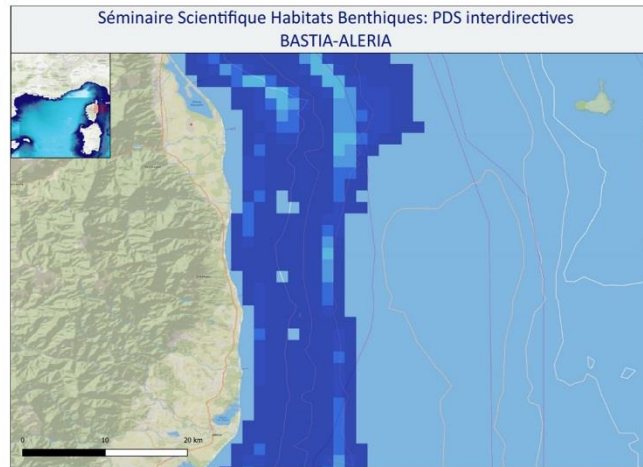 Séminaire Scientifique Habitats Benthiques: PDS interdirectives
BASTIA-ALERIA
0 10 20 km